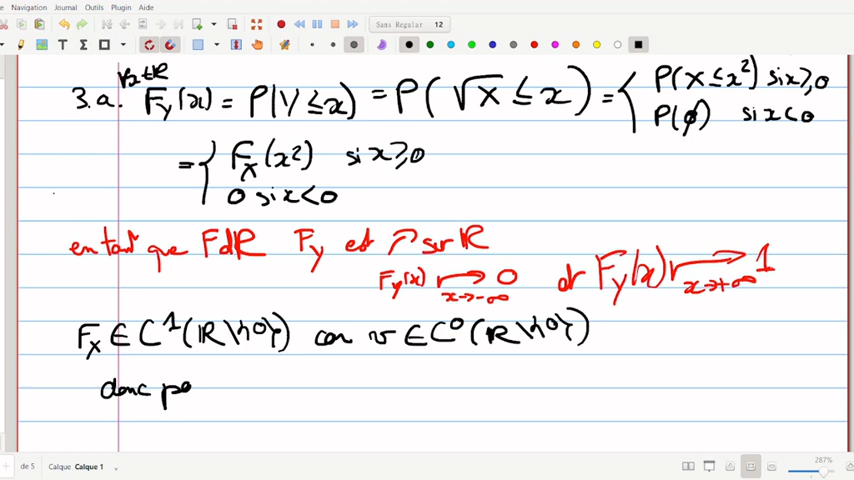 Navigation Journal Outils Plugin Aide
Sans Regular 12
3.a. ∀x∈ℝ F_Y(x) = P(Y ≤ x) = P(√X ≤ x) = { P(X ≤ x²) si x ≥ 0
P(∅) si x < 0
= { F_X(x²) si x ≥ 0
0 si x < 0
en tant que FdR F_Y est ↗ sur ℝ
F_Y(x) ⟼ 0 x→-∞ et F_Y(x) ⟼ 1 x→+∞
F_X ∈ C¹(ℝ\{0}) car v ∈ C⁰(ℝ\{0})
donc pa
de 5 Calque Calque 1 287%